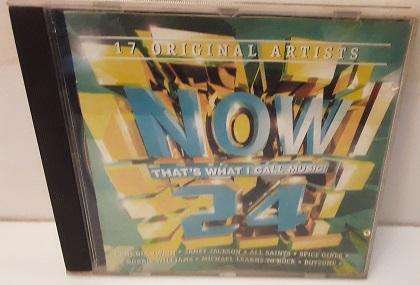 17 ORIGINAL ARTISTS
NOW
THAT'S WHAT I CALL MUSIC!
24
JANET JACKSON • ALL SAINTS • SPICE GIRLS •
ROBBIE WILLIAMS • MICHAEL LEARNS TO ROCK • BOYZONE